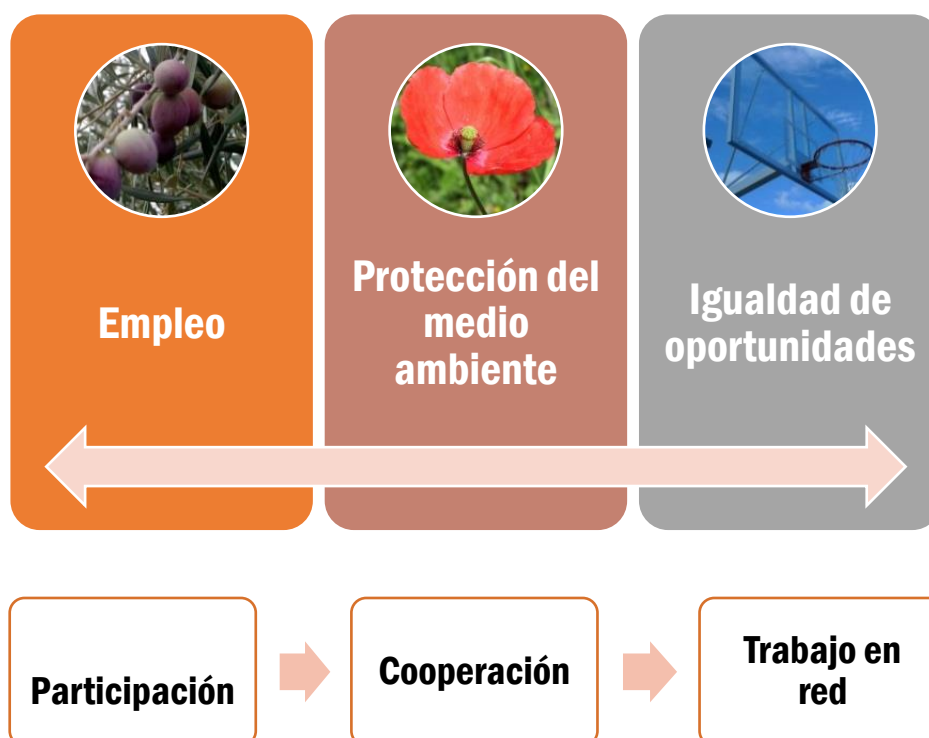 Empleo
Protección del
medio
ambiente
Igualdad de
oportunidades
Participación
Cooperación
Trabajo en
red